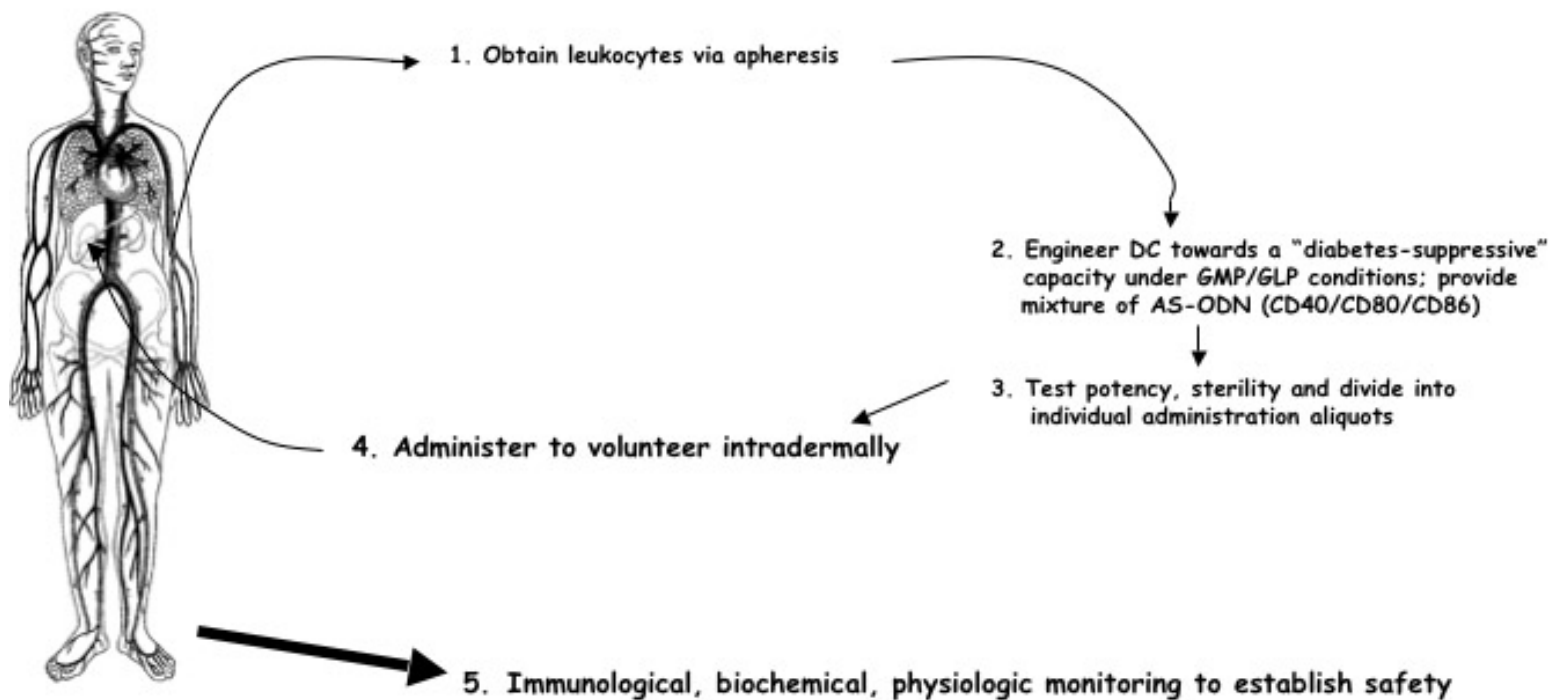 1. Obtain leukocytes via apheresis
2. Engineer DC towards a “diabetes-suppressive”
capacity under GMP/GLP conditions; provide
mixture of AS-ODN (CD40/CD80/CD86)
3. Test potency, sterility and divide into
individual administration aliquots
4. Administer to volunteer intradermally
5. Immunological, biochemical, physiologic monitoring to establish safety